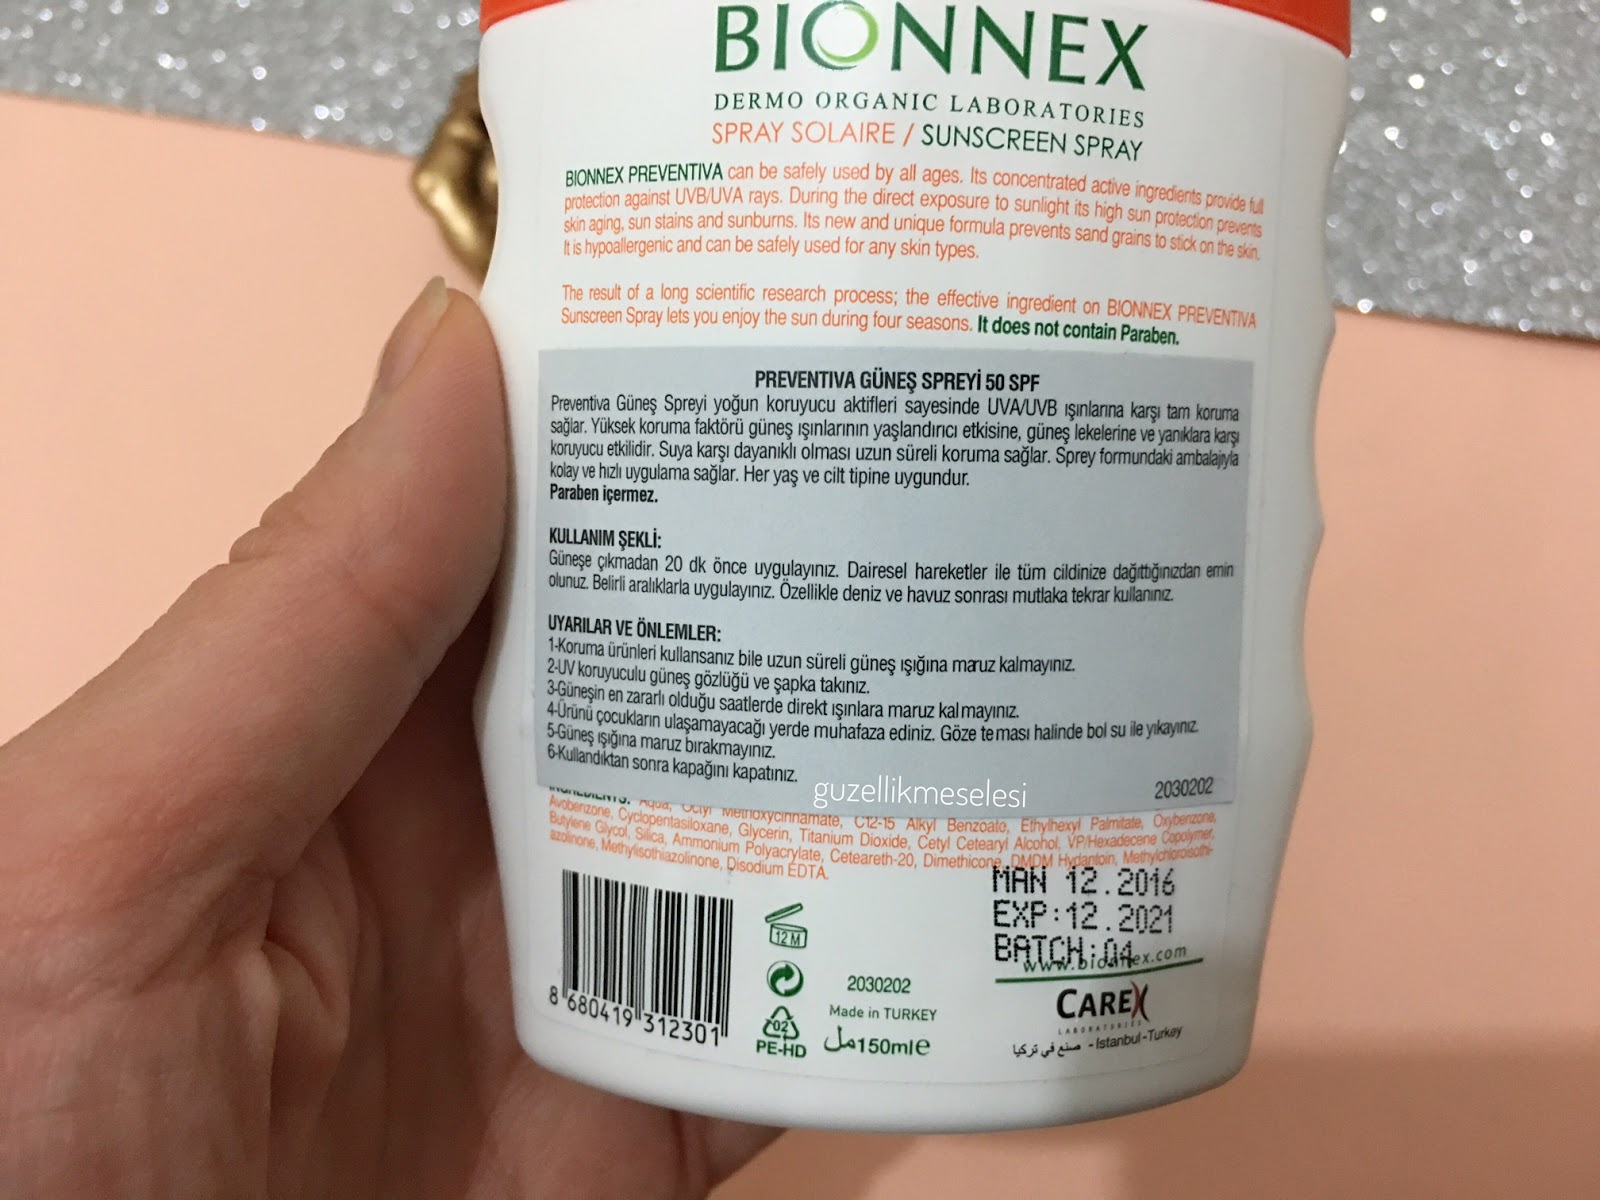 BIONNEX
DERMO ORGANIC LABORATORIES
SPRAY SOLAIRE / SUNSCREEN SPRAY
BIONNEX PREVENTIVA can be safely used by all ages. Its concentrated active ingredients provide full
protection against UVB/UVA rays. During the direct exposure to sunlight its high sun protection prevents
skin aging, sun stains and sunburns. Its new and unique formula prevents sand grains to stick on the skin.
It is hypoallergenic and can be safely used for any skin types.
The result of a long scientific research process; the effective ingredient on BIONNEX PREVENTIVA
Sunscreen Spray lets you enjoy the sun during four seasons. It does not contain Paraben.
PREVENTIVA GÜNEŞ SPREYİ 50 SPF
Preventiva Güneş Spreyi yoğun koruyucu aktifleri sayesinde UVA/UVB ışınlarına karşı tam koruma
sağlar. Yüksek koruma faktörü güneş ışınlarının yaşlandırıcı etkisine, güneş lekelerine ve yanıklara karşı
koruyucu etkilidir. Suya karşı dayanıklı olması uzun süreli koruma sağlar. Sprey formundaki ambalajıyla
kolay ve hızlı uygulama sağlar. Her yaş ve cilt tipine uygundur.
Paraben içermez.
KULLANIM ŞEKLİ:
Güneşe çıkmadan 20 dk önce uygulayınız. Dairesel hareketler ile tüm cildinize dağıttığınızdan emin
olunuz. Belirli aralıklarla uygulayınız. Özellikle deniz ve havuz sonrası mutlaka tekrar kullanınız.
UYARILAR VE ÖNLEMLER:
1-Koruma ürünleri kullansanız bile uzun süreli güneş ışığına maruz kalmayınız.
2-UV koruyuculu güneş gözlüğü ve şapka takınız.
3-Güneşin en zararlı olduğu saatlerde direkt ışınlara maruz kalmayınız.
4-Ürünü çocukların ulaşamayacağı yerde muhafaza ediniz. Göze teması halinde bol su ile yıkayınız.
5-Güneş ışığına maruz bırakmayınız.
6-Kullandıktan sonra kapağını kapatınız.
guzellikmeselesi
2030202
INGREDIENTS: Aqua, Octyl Methoxycinnamate, C12-15 Alkyl Benzoate, Ethylhexyl Palmitate, Oxybenzone,
Avobenzone, Cyclopentasiloxane, Glycerin, Titanium Dioxide, Cetyl Cetearyl Alcohol, VP/Hexadecene Copolymer,
Butylene Glycol, Silica, Ammonium Polyacrylate, Ceteareth-20, Dimethicone, DMDM Hydantoin, Methylchloroisothi-
azolinone, Methylisothiazolinone, Disodium EDTA.
MAN 12.2016
EXP:12.2021
BATCH:04
www.bionnex.com
12 M
8 680419 312301
02
PE-HD
2030202
Made in TURKEY
مل 150ml e
CAREX
LABORATORIES
صنع في تركيا - Istanbul-Turkey